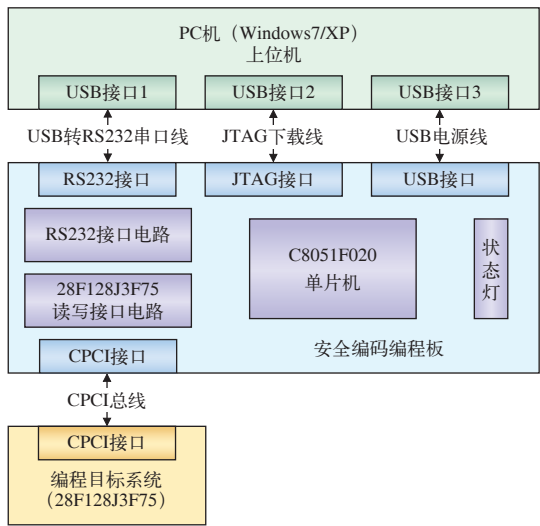 PC机（Windows7/XP）
上位机
USB接口1
USB接口2
USB接口3
USB转RS232串口线
JTAG下载线
USB电源线
RS232接口
JTAG接口
USB接口
RS232接口电路
C8051F020
单片机
状
态
灯
28F128J3F75
读写接口电路
CPCI接口
安全编码编程板
CPCI总线
CPCI接口
编程目标系统
（28F128J3F75）